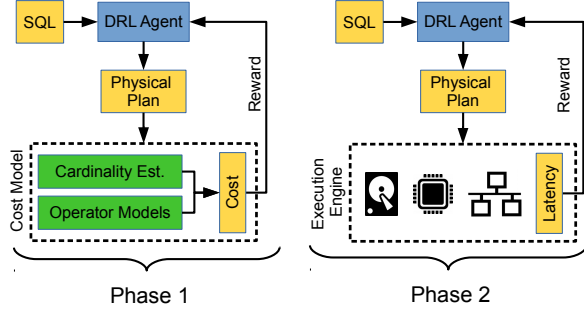 SQL
DRL Agent
Physical
Plan
Reward
Cost Model
Cardinality Est.
Operator Models
Cost
Phase 1
SQL
DRL Agent
Physical
Plan
Reward
Execution
Engine
Latency
Phase 2